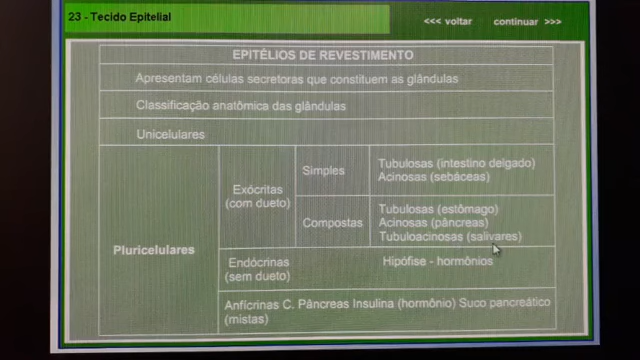 23 - Tecido Epitelial
<<< voltar continuar >>>
EPITÉLIOS DE REVESTIMENTO
Apresentam células secretoras que constituem as glândulas
Classificação anatômica das glândulas
Unicelulares
Pluricelulares
Exócritas
(com dueto)
Simples
Tubulosas (intestino delgado)
Acinosas (sebáceas)
Compostas
Tubulosas (estômago)
Acinosas (pâncreas)
Tubuloacinosas (salivares)
Endócrinas
(sem dueto)
Hipófise - hormônios
Anfícrinas C. Pâncreas Insulina (hormônio) Suco pancreático
(mistas)